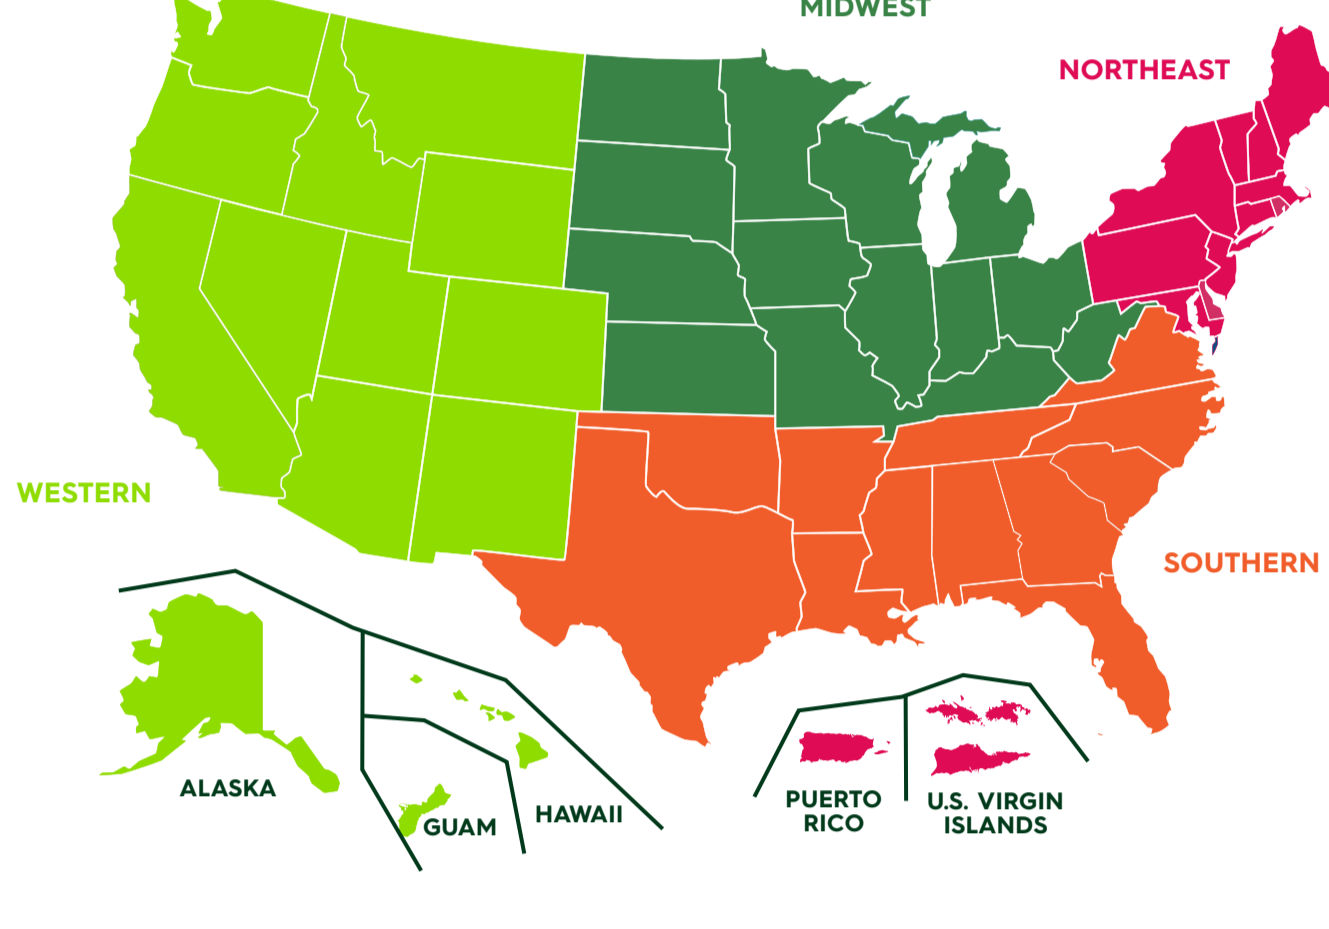 MIDWEST
NORTHEAST
WESTERN
SOUTHERN
ALASKA
GUAM
HAWAII
PUERTO
RICO
U.S. VIRGIN
ISLANDS